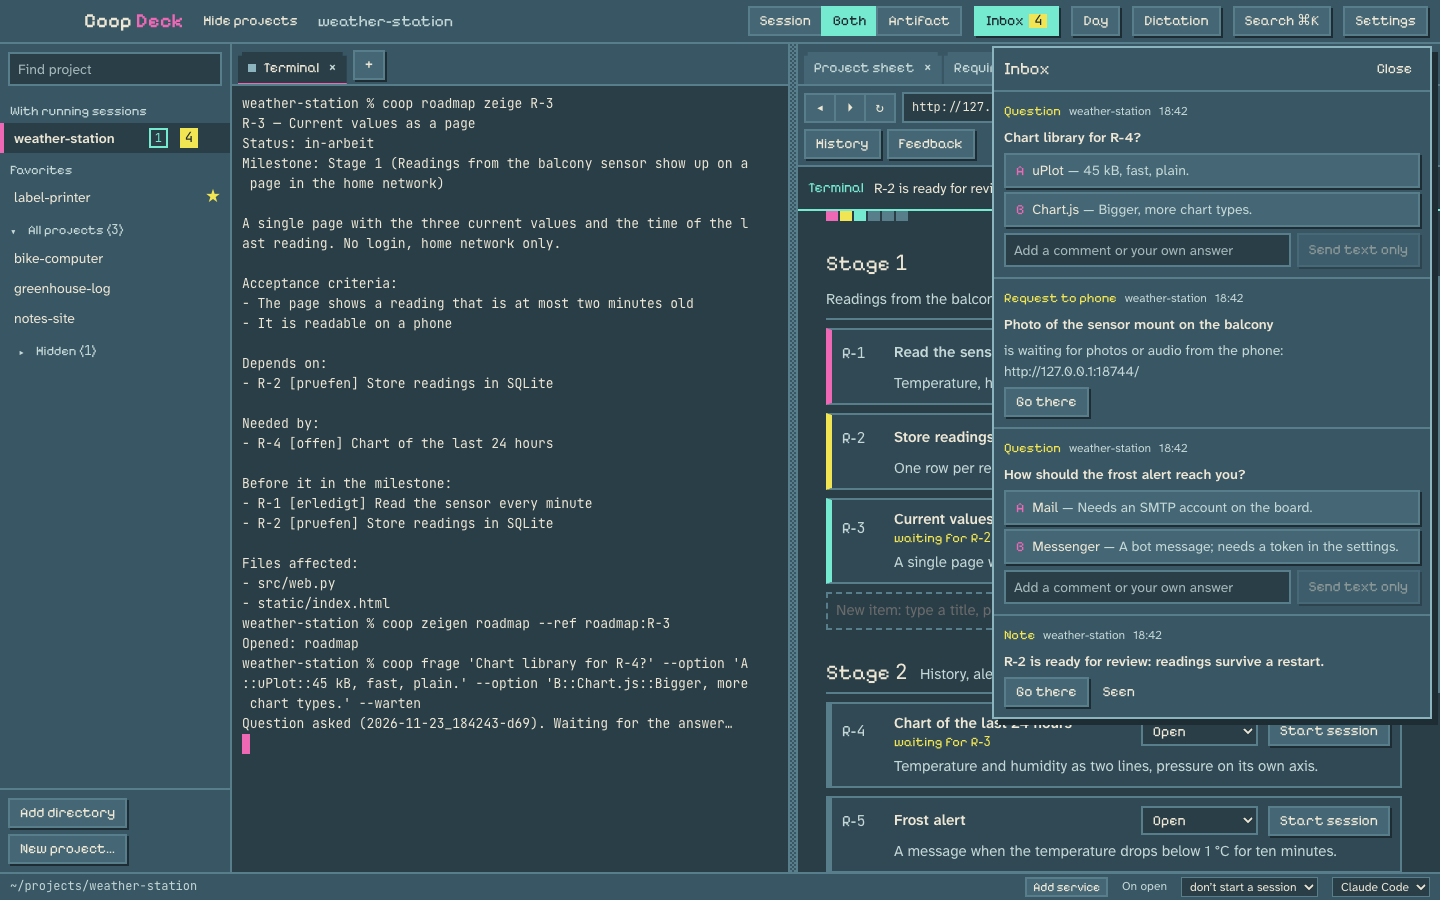 Coop Deck
Hide projects
weather-station
Session
Both
Artifact
Inbox 4
Day
Dictation
Search ⌘K
Settings
Find project
With running sessions
weather-station 1 4
Favorites
label-printer ★
▾ All projects (3)
bike-computer
greenhouse-log
notes-site
▸ Hidden (1)
Add directory
New project…
Terminal ×
+
weather-station % coop roadmap zeige R-3
R-3 — Current values as a page
Status: in-arbeit
Milestone: Stage 1 (Readings from the balcony sensor show up on a
page in the home network)
A single page with the three current values and the time of the l
ast reading. No login, home network only.
Acceptance criteria:
- The page shows a reading that is at most two minutes old
- It is readable on a phone
Depends on:
- R-2 [pruefen] Store readings in SQLite
Needed by:
- R-4 [offen] Chart of the last 24 hours
Before it in the milestone:
- R-1 [erledigt] Read the sensor every minute
- R-2 [pruefen] Store readings in SQLite
Files affected:
- src/web.py
- static/index.html
weather-station % coop zeigen roadmap --ref roadmap:R-3
Opened: roadmap
weather-station % coop frage 'Chart library for R-4?' --option 'A
::uPlot::45 kB, fast, plain.' --option 'B::Chart.js::Bigger, more
chart types.' --warten
Question asked (2026-11-23_184243-d69). Waiting for the answer…
Project sheet ×
Requi
◂ ▸ ↻ http://127.
History
Feedback
Terminal R-2 is ready for revi
Stage 1
Readings from the balcon
R-1 Read the sens
Temperature, h
R-2 Store readings
One row per re
R-3 Current values
waiting for R-2
A single page w
New item: type a title, p
Stage 2 History, ale
R-4 Chart of the last 24 hours
waiting for R-3
Open
Start session
Temperature and humidity as two lines, pressure on its own axis.
R-5 Frost alert
Open
Start session
A message when the temperature drops below 1 °C for ten minutes.
Inbox
Close
Question weather-station 18:42
Chart library for R-4?
A uPlot — 45 kB, fast, plain.
B Chart.js — Bigger, more chart types.
Add a comment or your own answer
Send text only
Request to phone weather-station 18:42
Photo of the sensor mount on the balcony
is waiting for photos or audio from the phone:
http://127.0.0.1:18744/
Go there
Question weather-station 18:42
How should the frost alert reach you?
A Mail — Needs an SMTP account on the board.
B Messenger — A bot message; needs a token in the settings.
Add a comment or your own answer
Send text only
Note weather-station 18:42
R-2 is ready for review: readings survive a restart.
Go there
Seen
~/projects/weather-station
Add service
On open
don't start a session
Claude Code